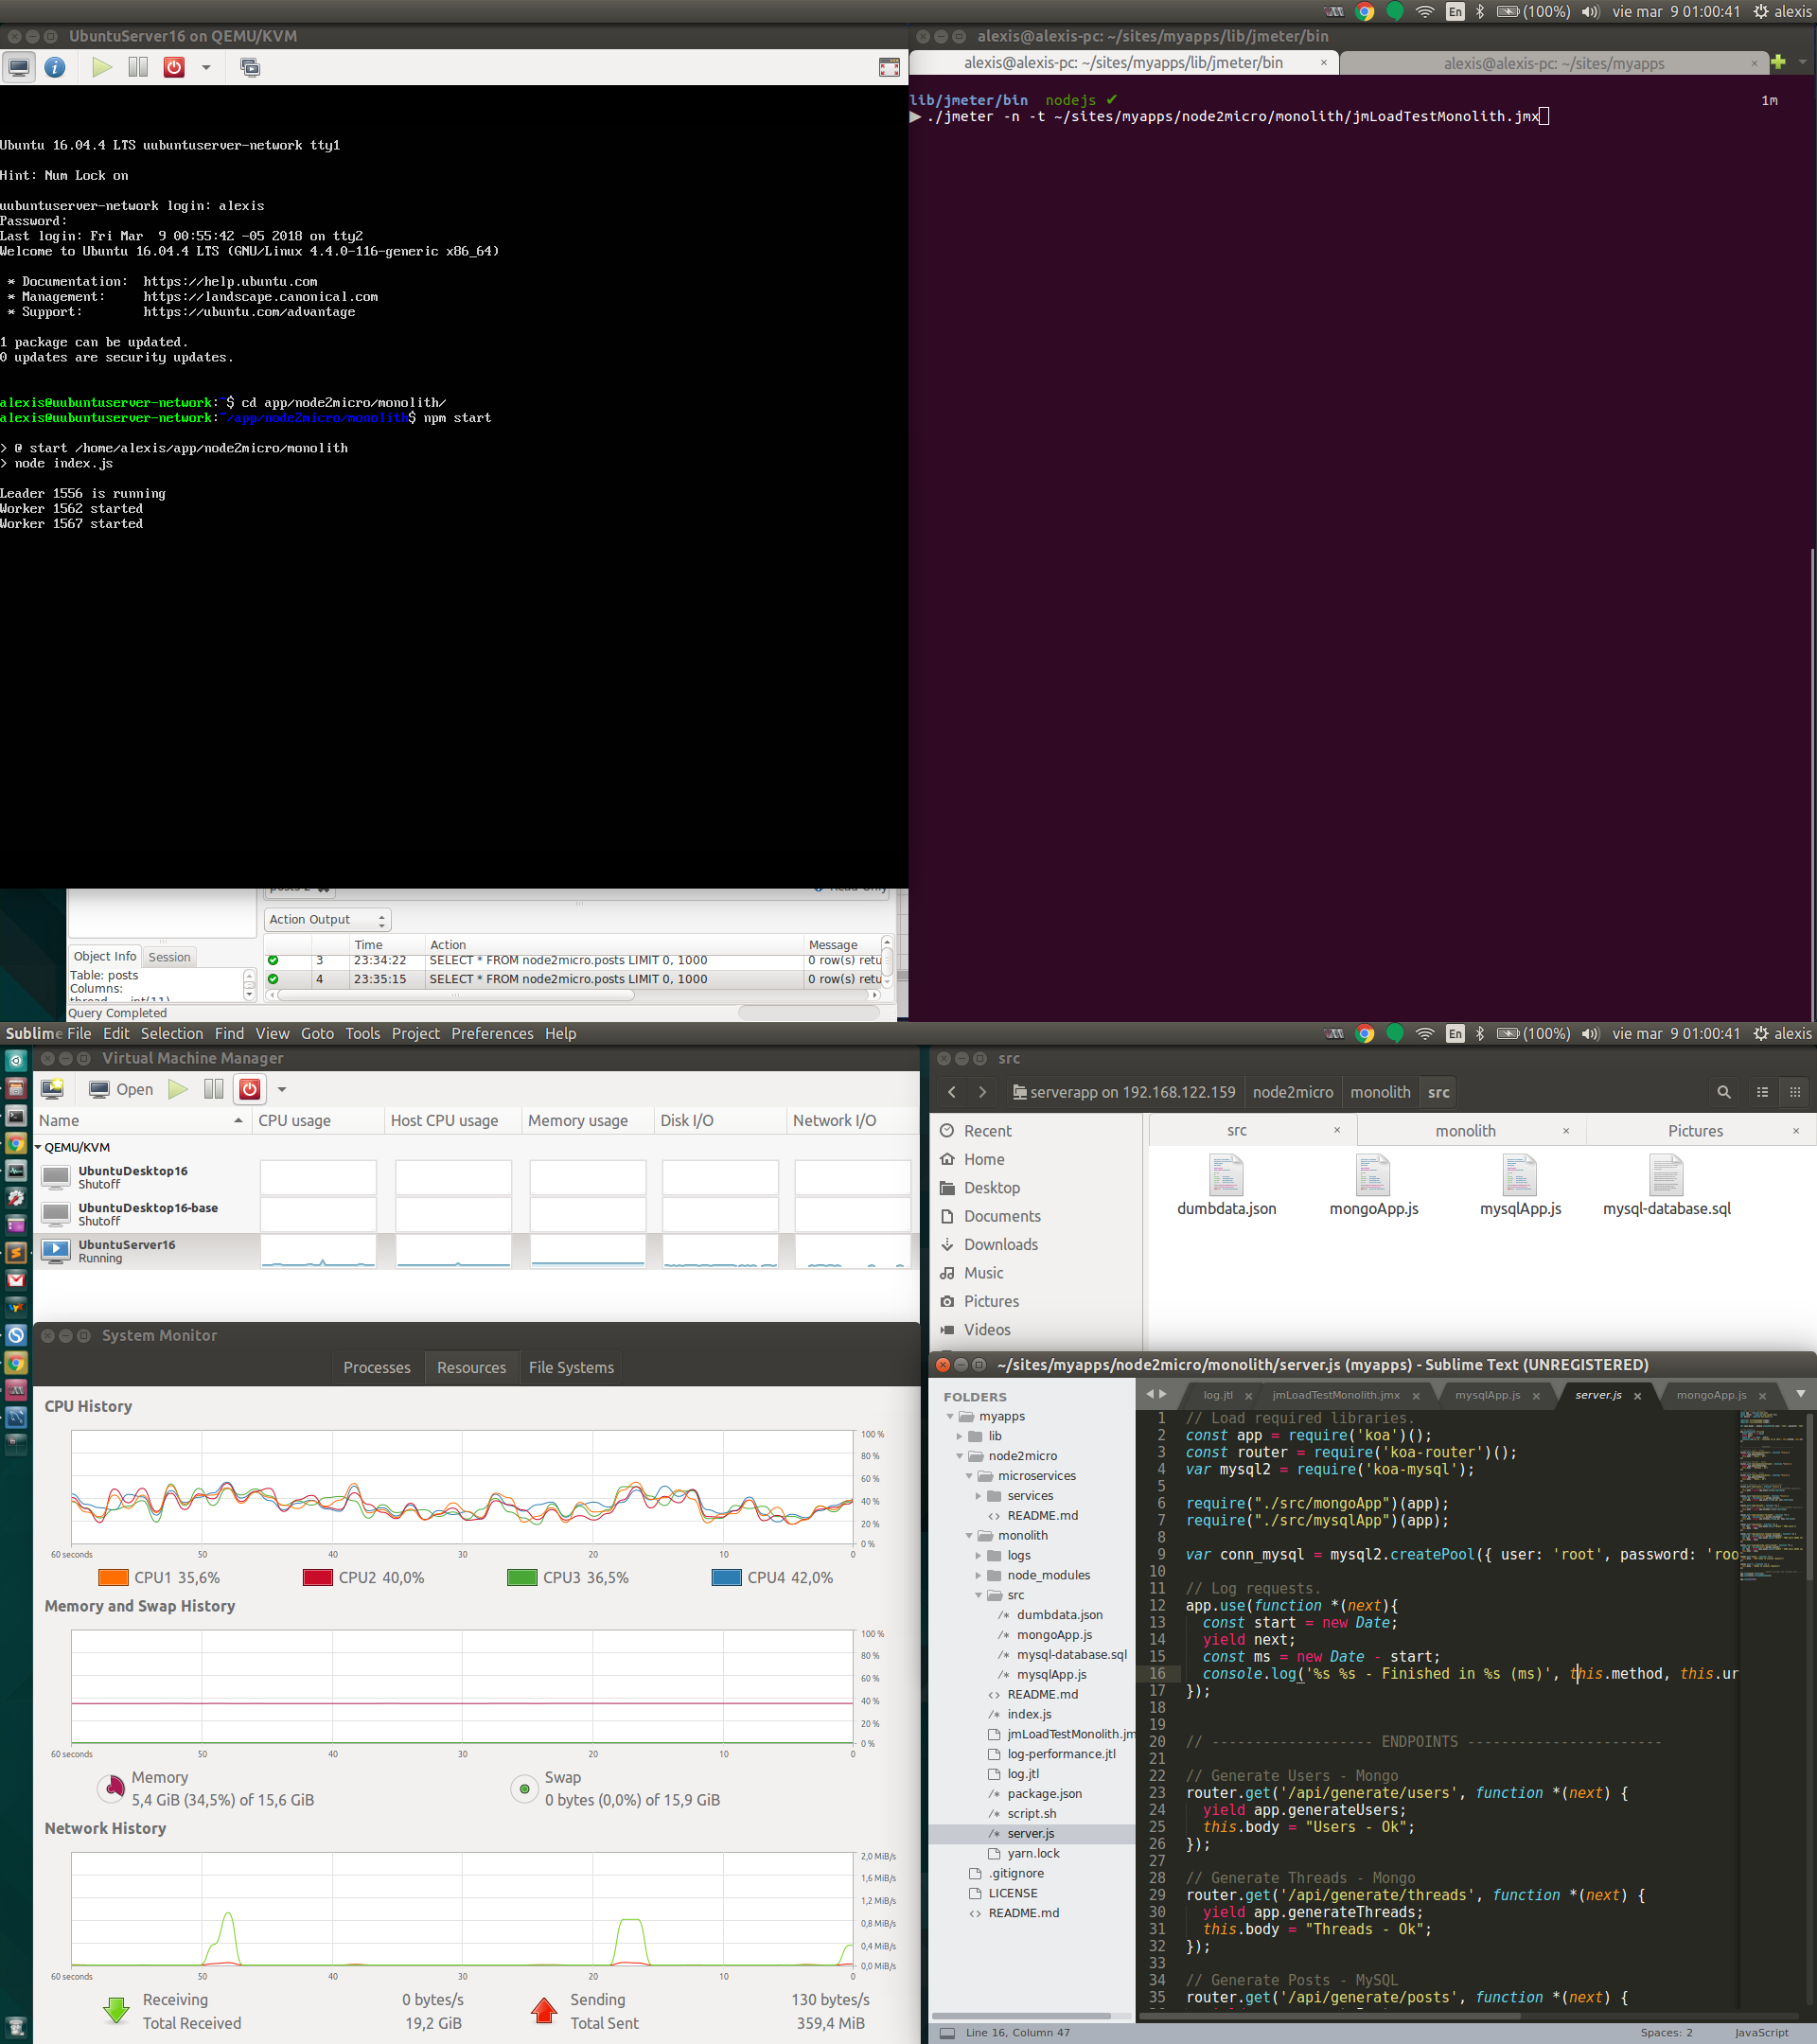 En (100%) vie mar 9 01:00:41 alexis
UbuntuServer16 on QEMU/KVM
Ubuntu 16.04.4 LTS uubuntuserver-network tty1
Hint: Num Lock on
uubuntuserver-network login: alexis
Password:
Last login: Fri Mar 9 00:55:42 -05 2018 on tty2
Welcome to Ubuntu 16.04.4 LTS (GNU/Linux 4.4.0-116-generic x86_64)
* Documentation: https://help.ubuntu.com
* Management: https://landscape.canonical.com
* Support: https://ubuntu.com/advantage
1 package can be updated.
0 updates are security updates.
alexis@uubuntuserver-network:~$ cd app/node2micro/monolith/
alexis@uubuntuserver-network:~/app/node2micro/monolith$ npm start
> @ start /home/alexis/app/node2micro/monolith
> node index.js
Leader 1556 is running
Worker 1562 started
Worker 1567 started
alexis@alexis-pc: ~/sites/myapps/lib/jmeter/bin
alexis@alexis-pc: ~/sites/myapps/lib/jmeter/bin × alexis@alexis-pc: ~/sites/myapps ×
lib/jmeter/bin nodejs ✔ 1m
▶ ./jmeter -n -t ~/sites/myapps/node2micro/monolith/jmLoadTestMonolith.jmx
Action Output
Time Action Message
3 23:34:22 SELECT * FROM node2micro.posts LIMIT 0, 1000 0 row(s) retu
4 23:35:15 SELECT * FROM node2micro.posts LIMIT 0, 1000 0 row(s) retu
Object Info Session
Table: posts
Columns:
Query Completed
Sublime File Edit Selection Find View Goto Tools Project Preferences Help
En (100%) vie mar 9 01:00:41 alexis
Virtual Machine Manager
Open
Name CPU usage Host CPU usage Memory usage Disk I/O Network I/O
QEMU/KVM
UbuntuDesktop16
Shutoff
UbuntuDesktop16-base
Shutoff
UbuntuServer16
Running
System Monitor
Processes Resources File Systems
CPU History
100 %
80 %
60 %
40 %
20 %
0 %
60 seconds 50 40 30 20 10 0
CPU1 35,6% CPU2 40,0% CPU3 36,5% CPU4 42,0%
Memory and Swap History
100 %
80 %
60 %
40 %
20 %
0 %
60 seconds 50 40 30 20 10 0
Memory
5,4 GiB (34,5%) of 15,6 GiB
Swap
0 bytes (0,0%) of 15,9 GiB
Network History
2,0 MiB/s
1,6 MiB/s
1,2 MiB/s
0,8 MiB/s
0,4 MiB/s
0,0 MiB/s
60 seconds 50 40 30 20 10 0
Receiving 0 bytes/s
Total Received 19,2 GiB
Sending 130 bytes/s
Total Sent 359,4 MiB
src
serverapp on 192.168.122.159 node2micro monolith src
Recent
Home
Desktop
Documents
Downloads
Music
Pictures
Videos
src × monolith × Pictures ×
dumbdata.json mongoApp.js mysqlApp.js mysql-database.sql
~/sites/myapps/node2micro/monolith/server.js (myapps) - Sublime Text (UNREGISTERED)
FOLDERS
myapps
lib
node2micro
microservices
services
<> README.md
monolith
logs
node_modules
src
/* dumbdata.json
/* mongoApp.js
/* mysql-database.sql
/* mysqlApp.js
<> README.md
/* index.js
jmLoadTestMonolith.jm
log-performance.jtl
log.jtl
/* package.json
/* script.sh
/* server.js
yarn.lock
.gitignore
LICENSE
<> README.md
log.jtl × jmLoadTestMonolith.jmx × mysqlApp.js × server.js × mongoApp.js ×
1 // Load required libraries.
2 const app = require('koa')();
3 const router = require('koa-router')();
4 var mysql2 = require('koa-mysql');
5
6 require("./src/mongoApp")(app);
7 require("./src/mysqlApp")(app);
8
9 var conn_mysql = mysql2.createPool({ user: 'root', password: 'roo
10
11 // Log requests.
12 app.use(function *(next){
13 const start = new Date;
14 yield next;
15 const ms = new Date - start;
16 console.log('%s %s - Finished in %s (ms)', this.method, this.ur
17 });
18
19
20 // ------------------- ENDPOINTS -----------------------
21
22 // Generate Users - Mongo
23 router.get('/api/generate/users', function *(next) {
24 yield app.generateUsers;
25 this.body = "Users - Ok";
26 });
27
28 // Generate Threads - Mongo
29 router.get('/api/generate/threads', function *(next) {
30 yield app.generateThreads;
31 this.body = "Threads - Ok";
32 });
33
34 // Generate Posts - MySQL
35 router.get('/api/generate/posts', function *(next) {
Line 16, Column 47 Spaces: 2 JavaScript